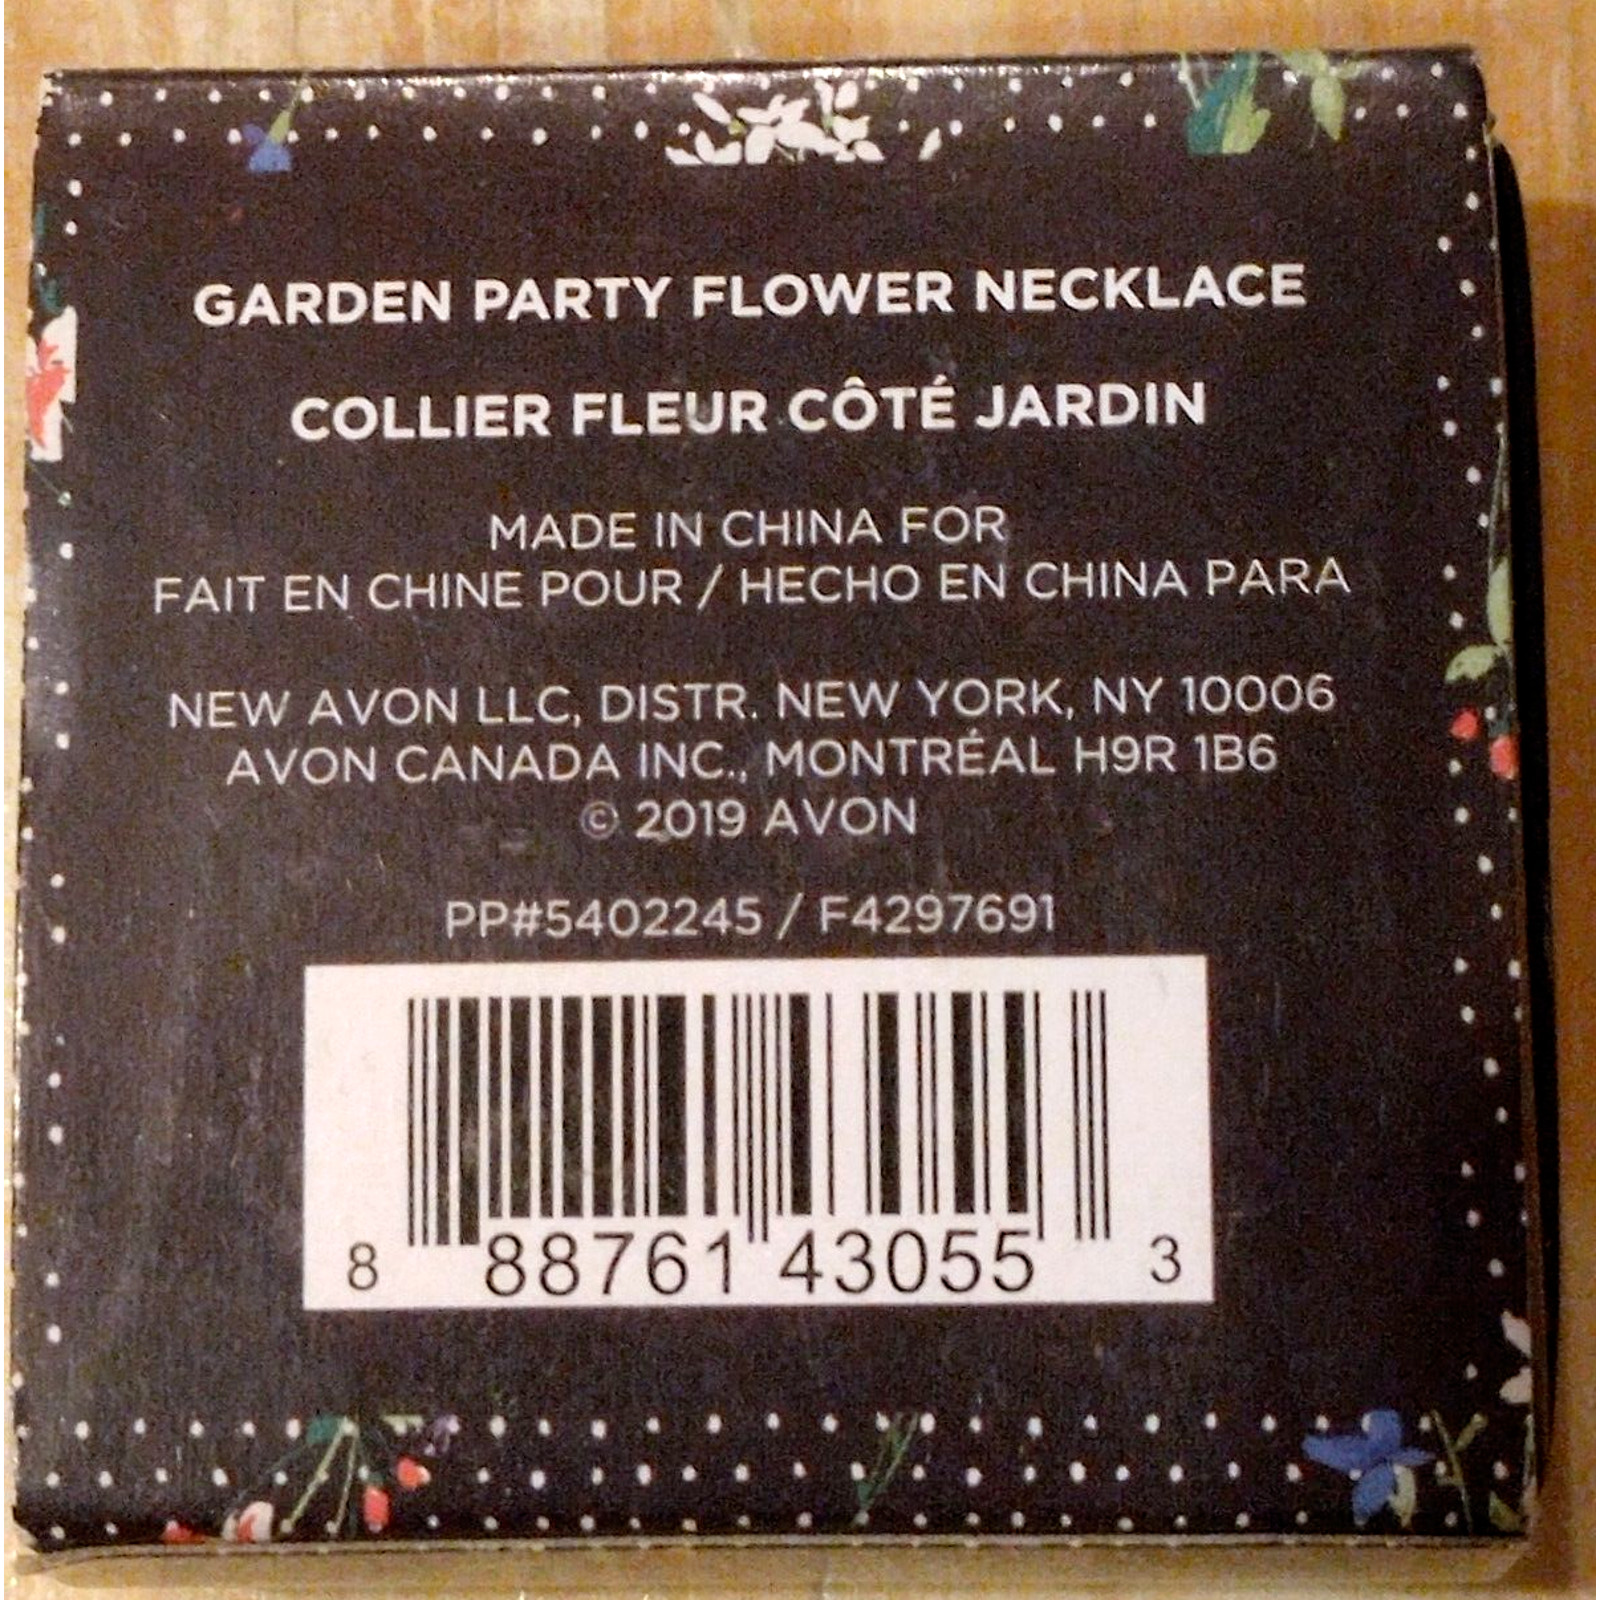 GARDEN PARTY FLOWER NECKLACE
COLLIER FLEUR CÔTÉ JARDIN
MADE IN CHINA FOR
FAIT EN CHINE POUR / HECHO EN CHINA PARA
NEW AVON LLC, DISTR. NEW YORK, NY 10006
AVON CANADA INC., MONTRÉAL H9R 1B6
© 2019 AVON
PP#5402245 / F4297691
8 88761 43055 3